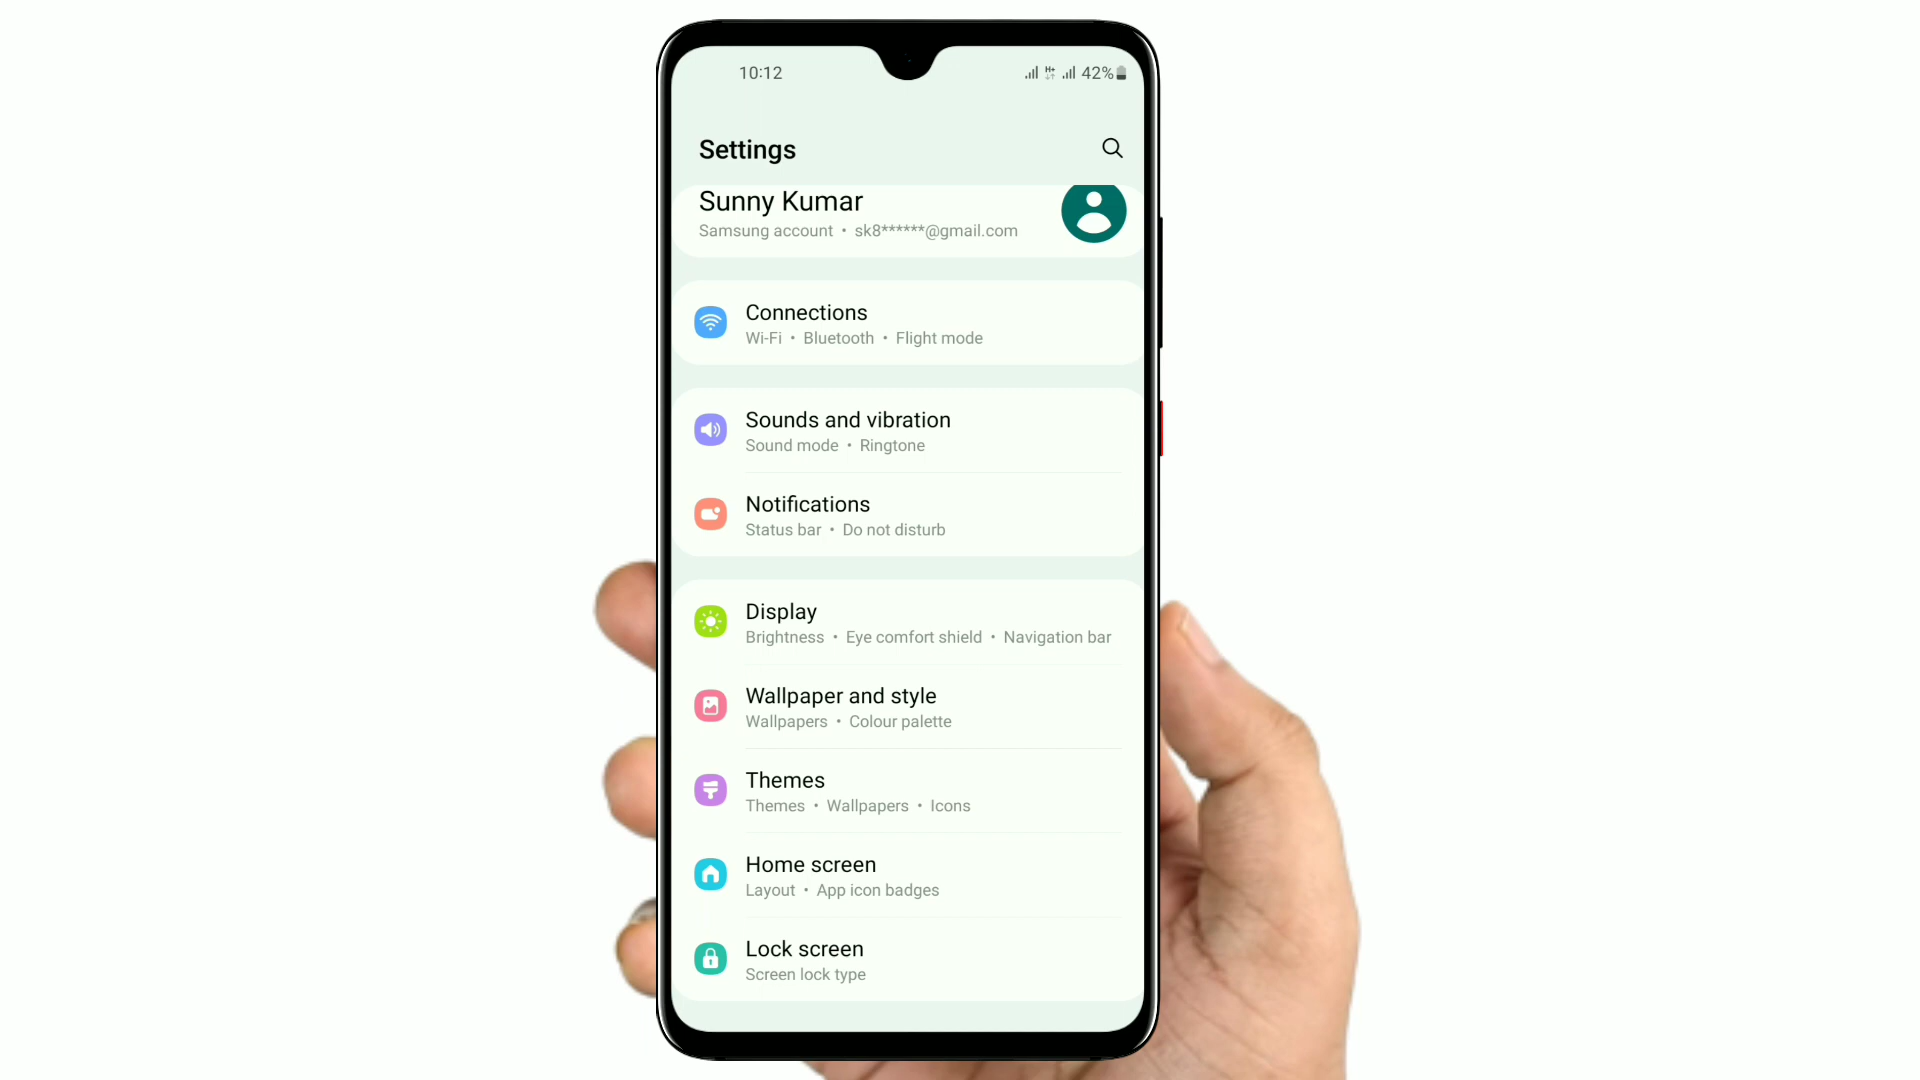 10:12 H+ 42%
Settings
Sunny Kumar
Samsung account • sk8******@gmail.com
Connections
Wi-Fi • Bluetooth • Flight mode
Sounds and vibration
Sound mode • Ringtone
Notifications
Status bar • Do not disturb
Display
Brightness • Eye comfort shield • Navigation bar
Wallpaper and style
Wallpapers • Colour palette
Themes
Themes • Wallpapers • Icons
Home screen
Layout • App icon badges
Lock screen
Screen lock type